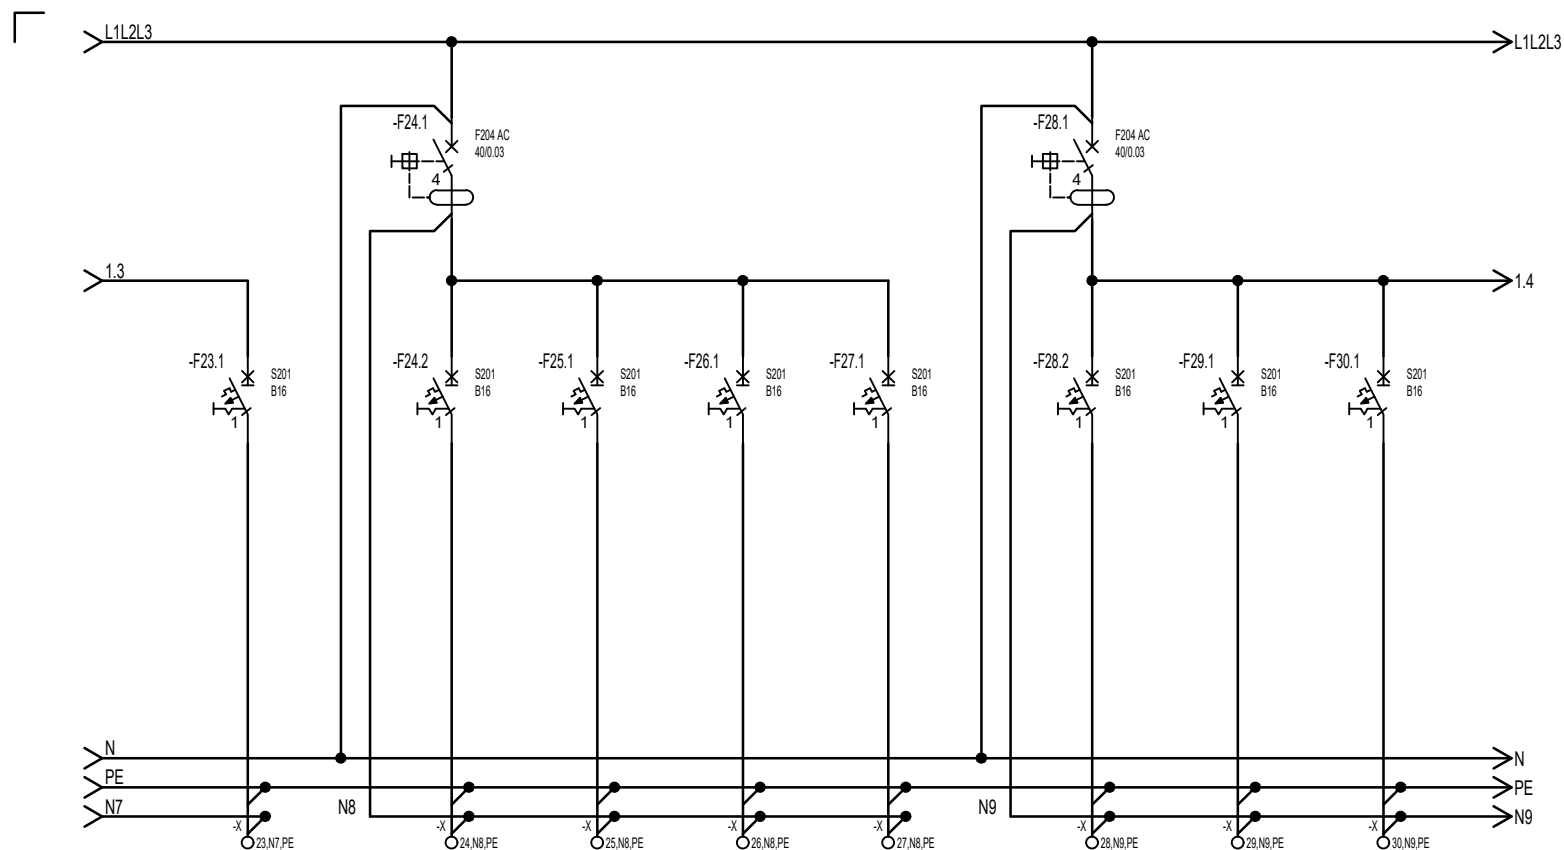 L1L2L3
L1L2L3
-F24.1
F204 AC
40/0.03
4
-F28.1
F204 AC
40/0.03
4
1.3
1.4
-F23.1
S201
B16
1
-F24.2
S201
B16
1
-F25.1
S201
B16
1
-F26.1
S201
B16
1
-F27.1
S201
B16
1
-F28.2
S201
B16
1
-F29.1
S201
B16
1
-F30.1
S201
B16
1
N
N
PE
PE
N7
N8
N9
N9
-X
23,N7,PE
-X
24,N8,PE
-X
25,N8,PE
-X
26,N8,PE
-X
27,N8,PE
-X
28,N9,PE
-X
29,N9,PE
-X
30,N9,PE